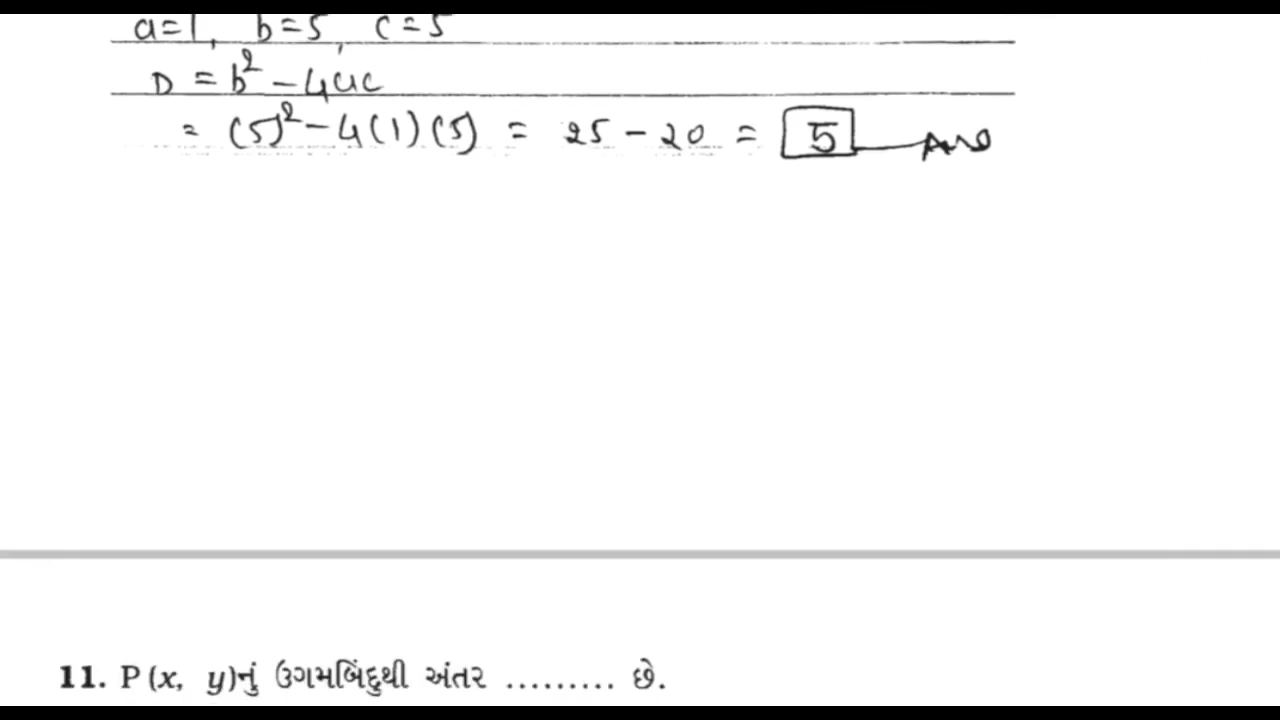 a=1, b=5, c=5
D = b² - 4ac
= (5)² - 4(1)(5) = 25 - 20 = 5 Ans
11. P (x, y)નું ઉગમબિંદુથી અંતર ......... છે.